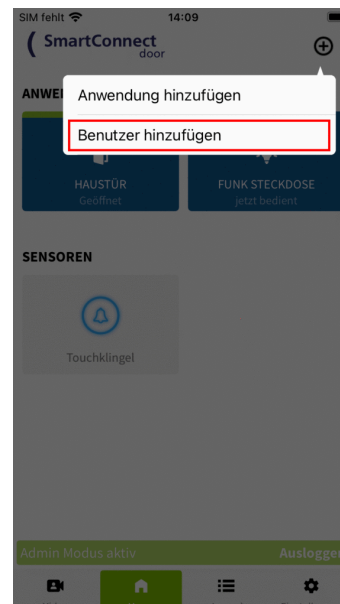 SIM fehlt 14:09
SmartConnect
door
Anwendung hinzufügen
Benutzer hinzufügen
HAUSTÜR FUNK STECKDOSE
Geöffnet jetzt bedient
SENSOREN
Touchklingel
Admin Modus aktiv